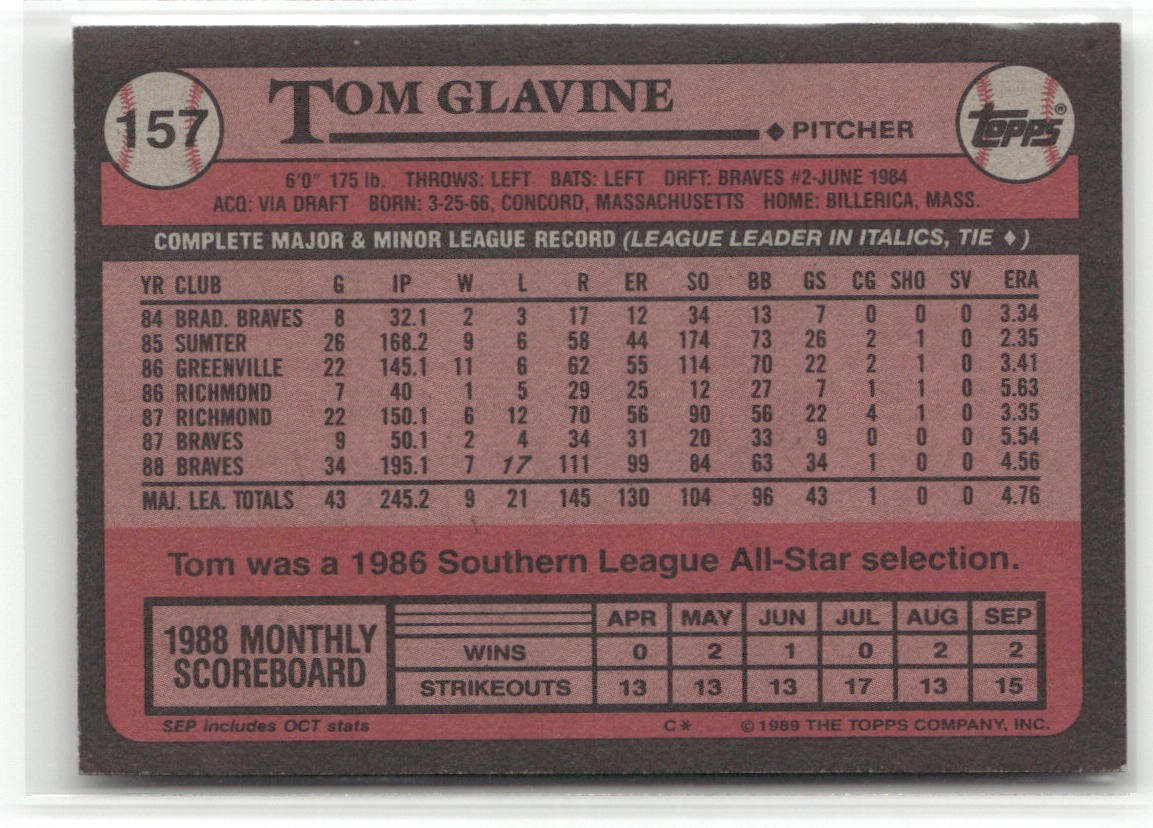 157
TOM GLAVINE
♦ PITCHER
TOPPS®
6'0" 175 lb. THROWS: LEFT BATS: LEFT DRFT: BRAVES #2-JUNE 1984
ACQ: VIA DRAFT BORN: 3-25-66, CONCORD, MASSACHUSETTS HOME: BILLERICA, MASS.
COMPLETE MAJOR & MINOR LEAGUE RECORD (LEAGUE LEADER IN ITALICS, TIE ♦)
YR CLUB G IP W L R ER SO BB GS CG SHO SV ERA
84 BRAD. BRAVES 8 32.1 2 3 17 12 34 13 7 0 0 0 3.34
85 SUMTER 26 168.2 9 6 58 44 174 73 26 2 1 0 2.35
86 GREENVILLE 22 145.1 11 6 62 55 114 70 22 2 1 0 3.41
86 RICHMOND 7 40 1 5 29 25 12 27 7 1 1 0 5.63
87 RICHMOND 22 150.1 6 12 70 56 90 56 22 4 1 0 3.35
87 BRAVES 9 50.1 2 4 34 31 20 33 9 0 0 0 5.54
88 BRAVES 34 195.1 7 17 111 99 84 63 34 1 0 0 4.56
MAJ. LEA. TOTALS 43 245.2 9 21 145 130 104 96 43 1 0 0 4.76
Tom was a 1986 Southern League All-Star selection.
1988 MONTHLY SCOREBOARD
APR MAY JUN JUL AUG SEP
WINS 0 2 1 0 2 2
STRIKEOUTS 13 13 13 17 13 15
SEP includes OCT stats C* © 1989 THE TOPPS COMPANY, INC.